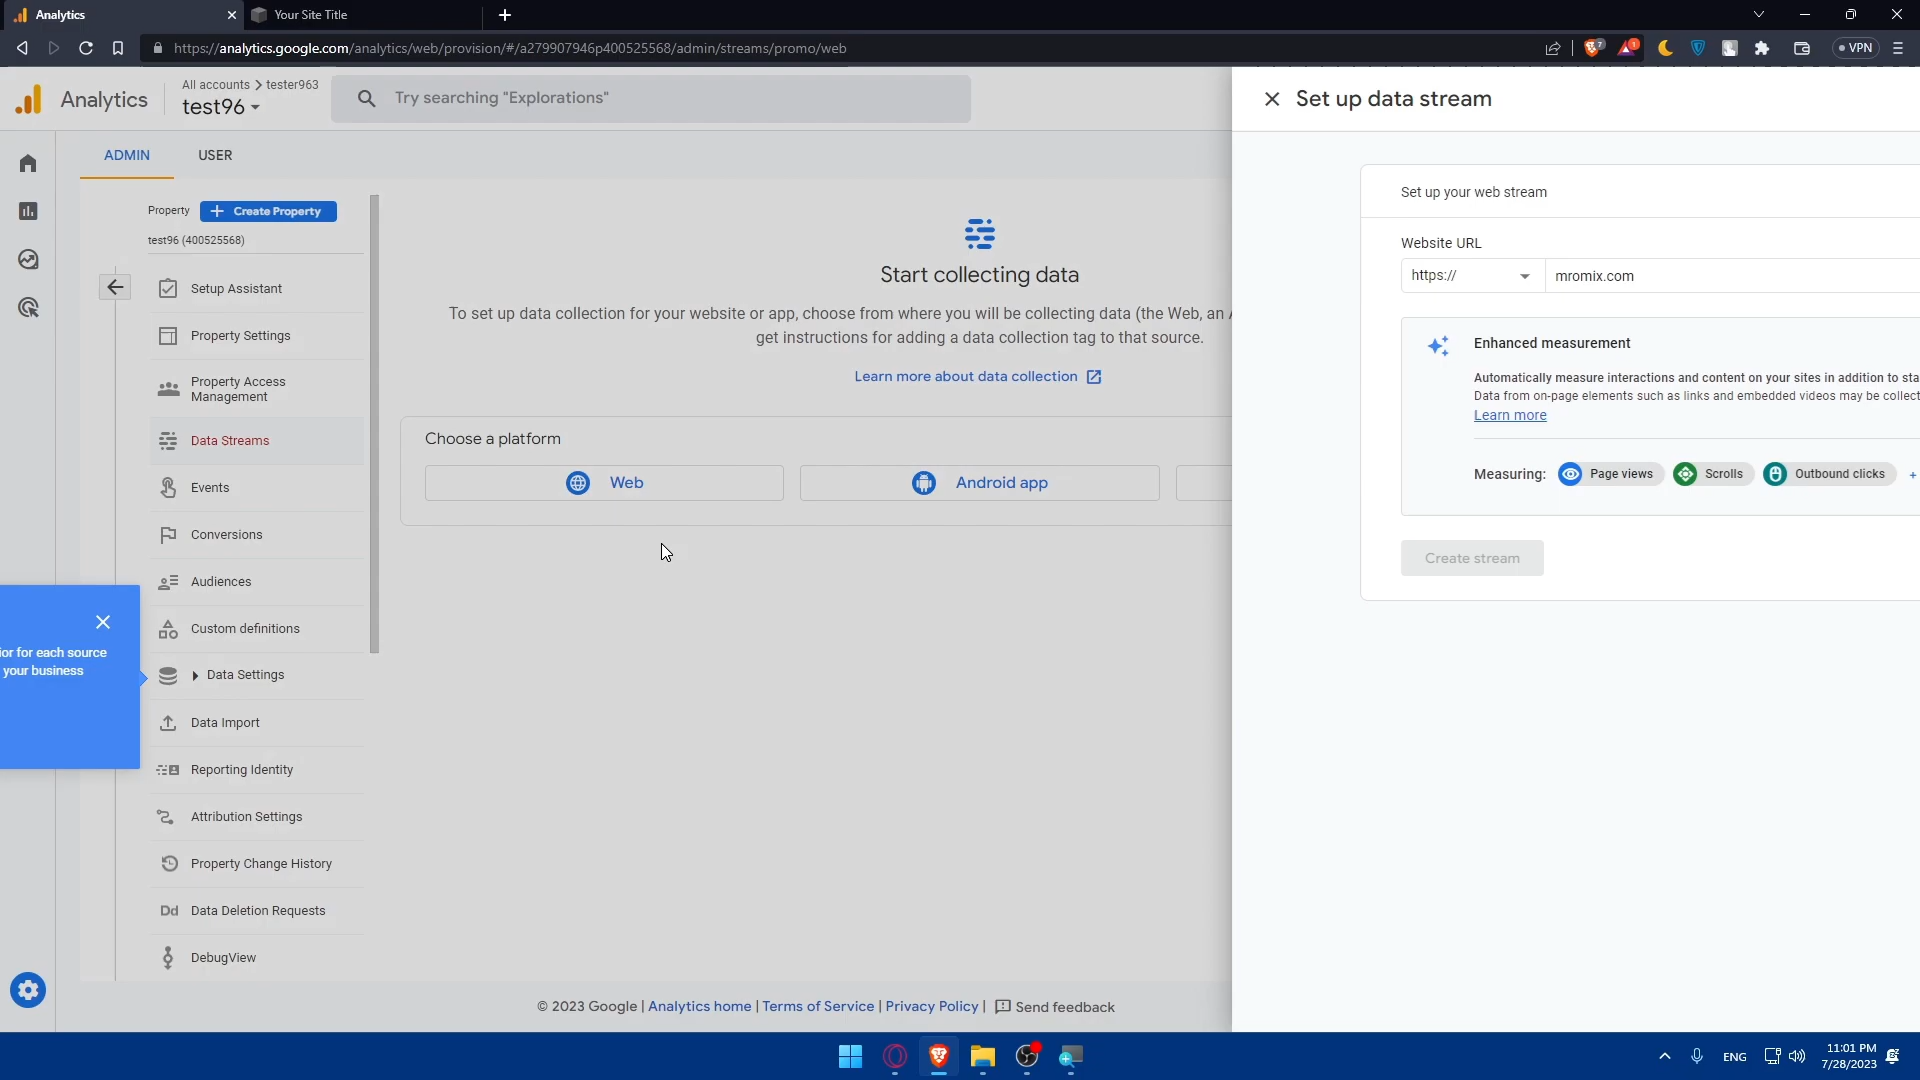 Analytics
Your Site Title
https://analytics.google.com/analytics/web/provision/#/a279907946p400525568/admin/streams/promo/web
7
1
VPN
Analytics
All accounts > tester963
test96
Try searching "Explorations"
Set up data stream
ADMIN
USER
Property
Create Property
test96 (400525568)
Setup Assistant
Property Settings
Property Access
Management
Data Streams
Events
Conversions
Audiences
Custom definitions
Data Settings
Data Import
Reporting Identity
Attribution Settings
Property Change History
Dd Data Deletion Requests
DebugView
ior for each source
your business
Start collecting data
To set up data collection for your website or app, choose from where you will be collecting data (the Web, an
get instructions for adding a data collection tag to that source.
Learn more about data collection
Choose a platform
Web
Android app
Set up your web stream
Website URL
https://
mromix.com
Enhanced measurement
Automatically measure interactions and content on your sites in addition to sta
Data from on-page elements such as links and embedded videos may be collect
Learn more
Measuring:
Page views
Scrolls
Outbound clicks
+
Create stream
© 2023 Google | Analytics home | Terms of Service | Privacy Policy | Send feedback
ENG
11:01 PM
7/28/2023